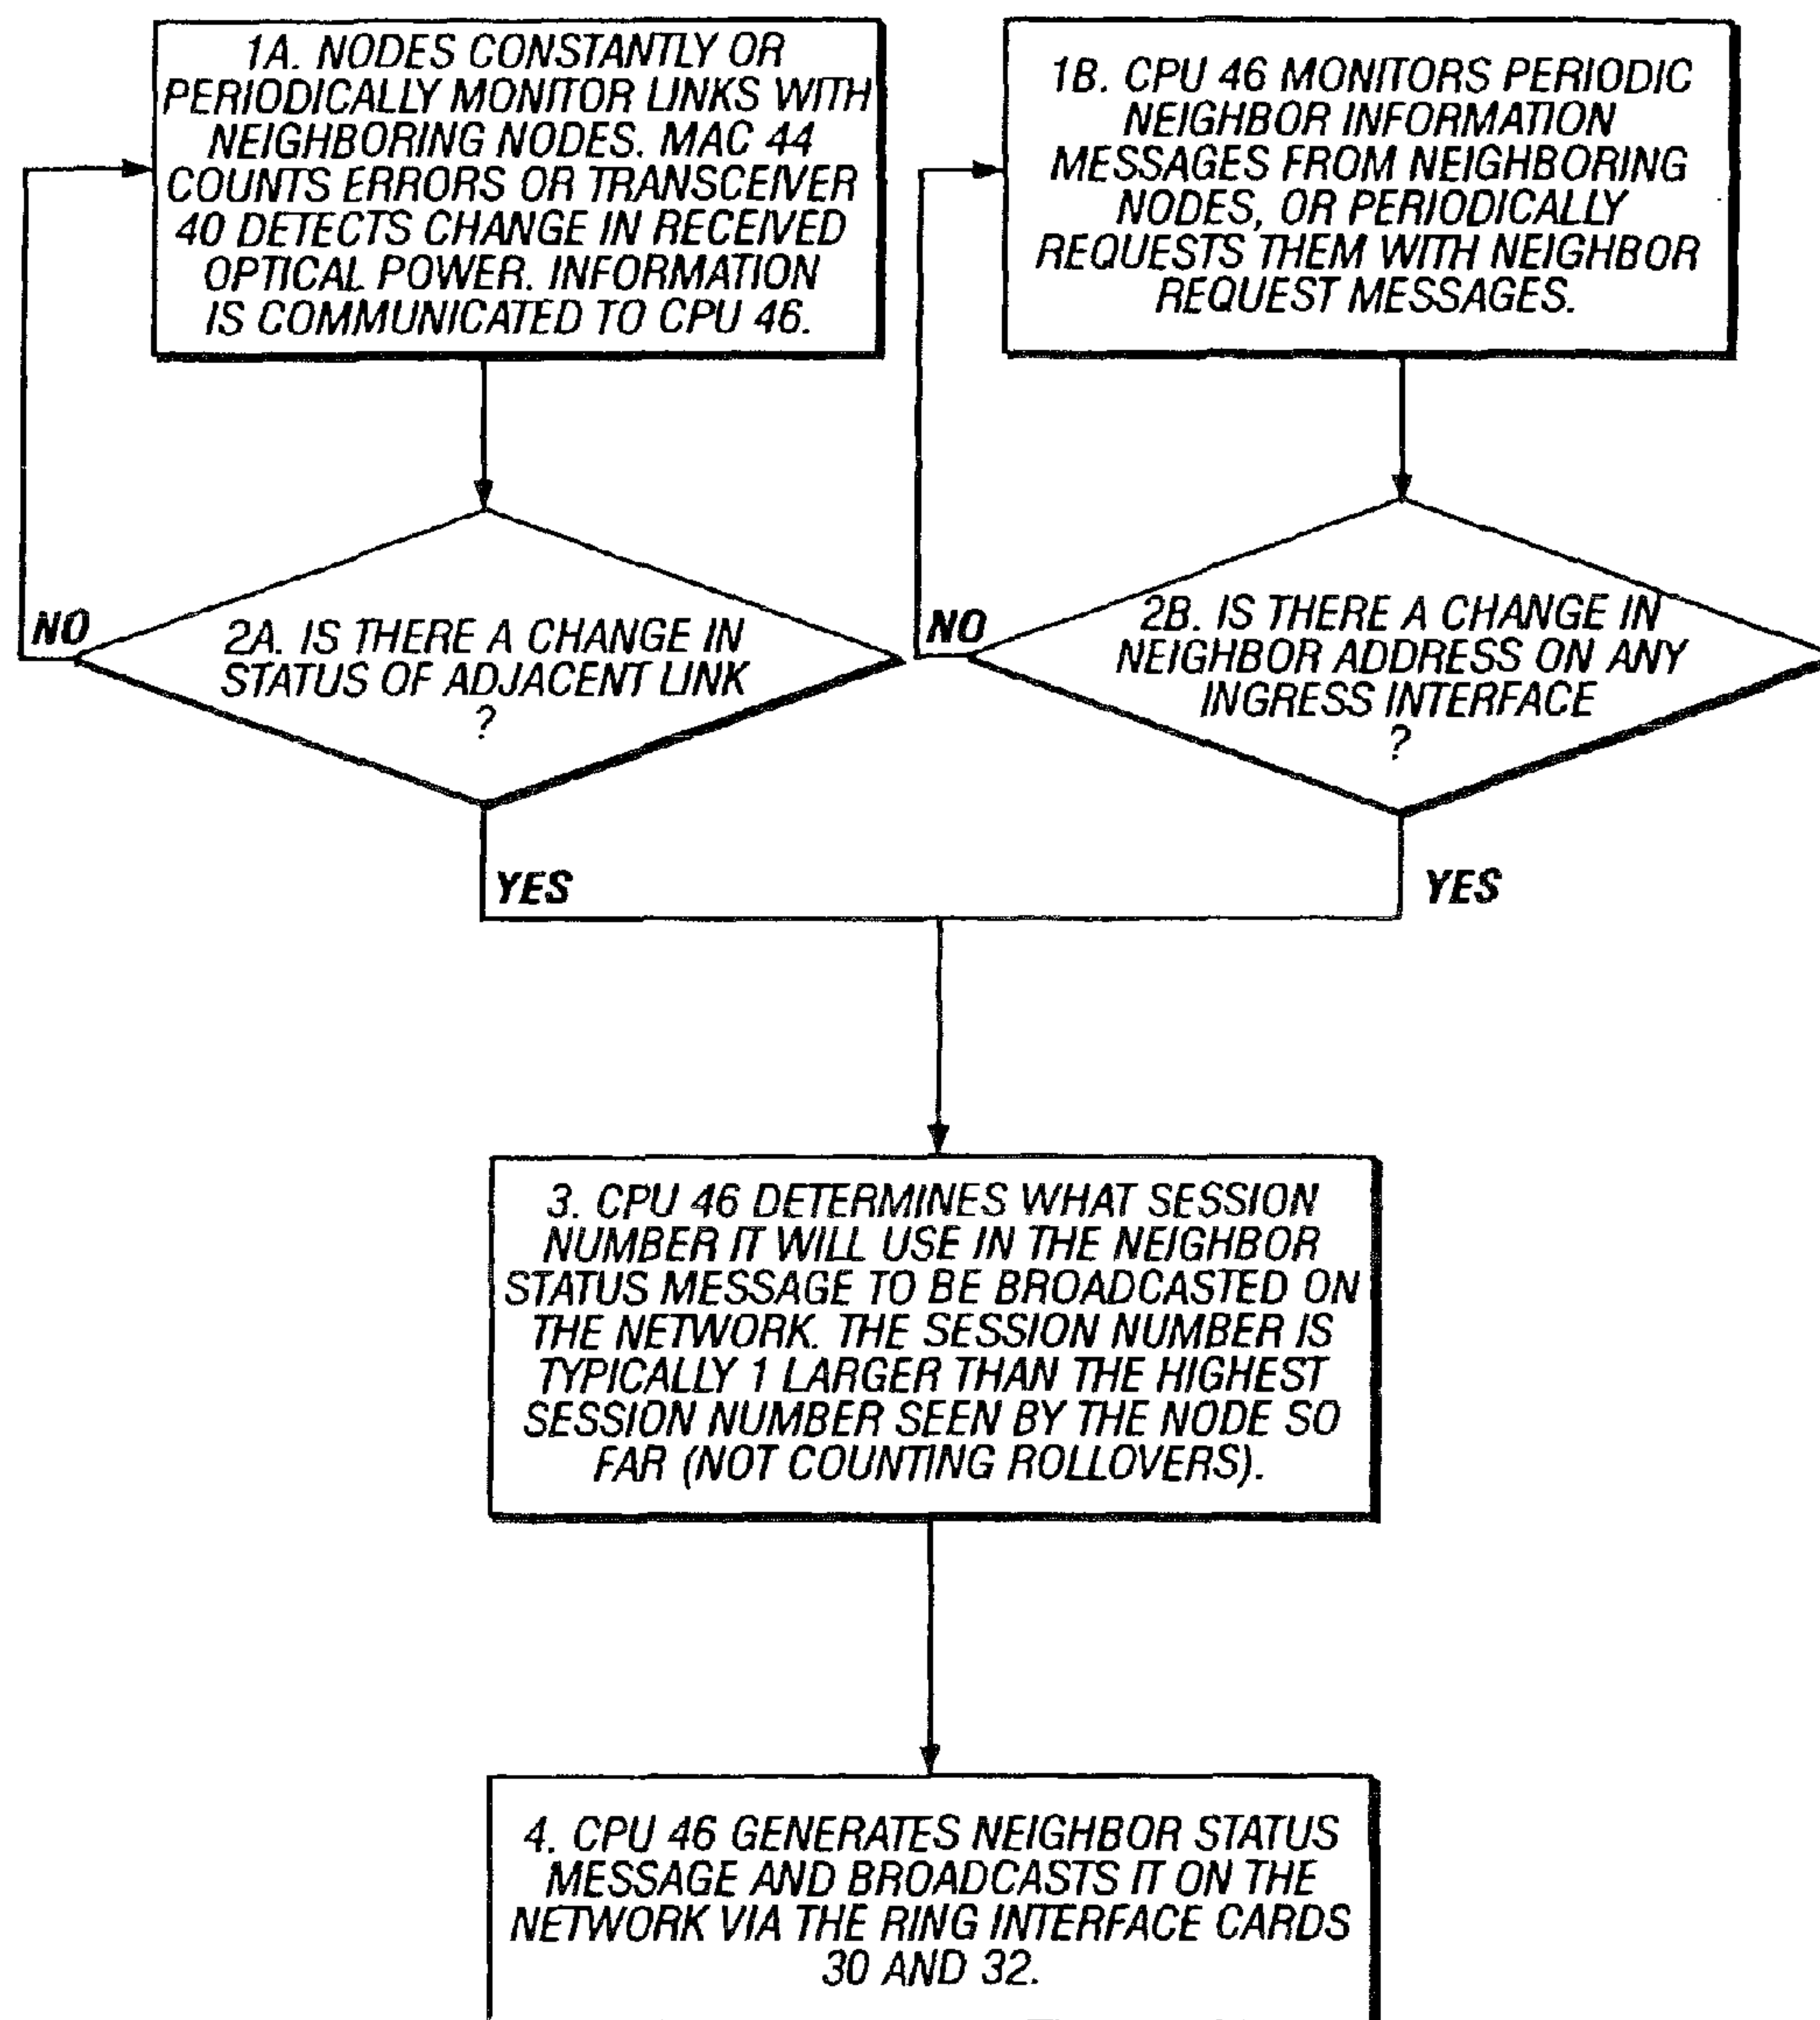 1A. NODES CONSTANTLY OR
PERIODICALLY MONITOR LINKS WITH
NEIGHBORING NODES. MAC 44
COUNTS ERRORS OR TRANSCEIVER
40 DETECTS CHANGE IN RECEIVED
OPTICAL POWER. INFORMATION
IS COMMUNICATED TO CPU 46.
1B. CPU 46 MONITORS PERIODIC
NEIGHBOR INFORMATION
MESSAGES FROM NEIGHBORING
NODES, OR PERIODICALLY
REQUESTS THEM WITH NEIGHBOR
REQUEST MESSAGES.
NO
2A. IS THERE A CHANGE IN
STATUS OF ADJACENT LINK
?
NO
2B. IS THERE A CHANGE IN
NEIGHBOR ADDRESS ON ANY
INGRESS INTERFACE
?
YES
YES
3. CPU 46 DETERMINES WHAT SESSION
NUMBER IT WILL USE IN THE NEIGHBOR
STATUS MESSAGE TO BE BROADCASTED ON
THE NETWORK. THE SESSION NUMBER IS
TYPICALLY 1 LARGER THAN THE HIGHEST
SESSION NUMBER SEEN BY THE NODE SO
FAR (NOT COUNTING ROLLOVERS).
4. CPU 46 GENERATES NEIGHBOR STATUS
MESSAGE AND BROADCASTS IT ON THE
NETWORK VIA THE RING INTERFACE CARDS
30 AND 32.